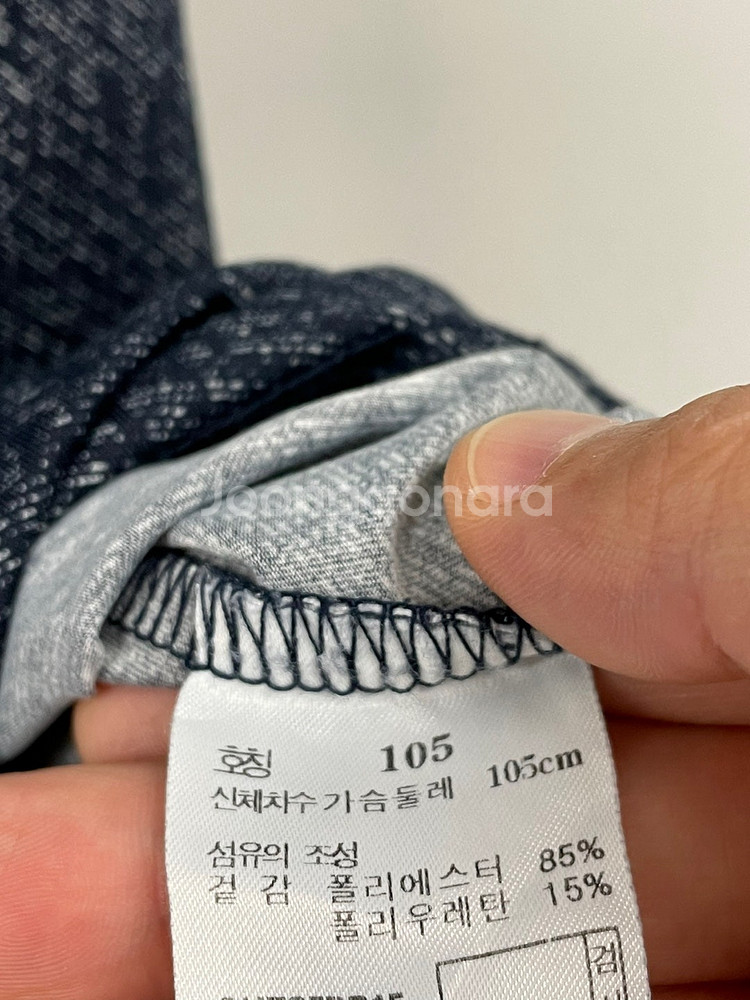 호칭 105
신체치수 가슴둘레 105cm
섬유의 조성
겉 감 폴리에스터 85%
폴리우레탄 15%
검